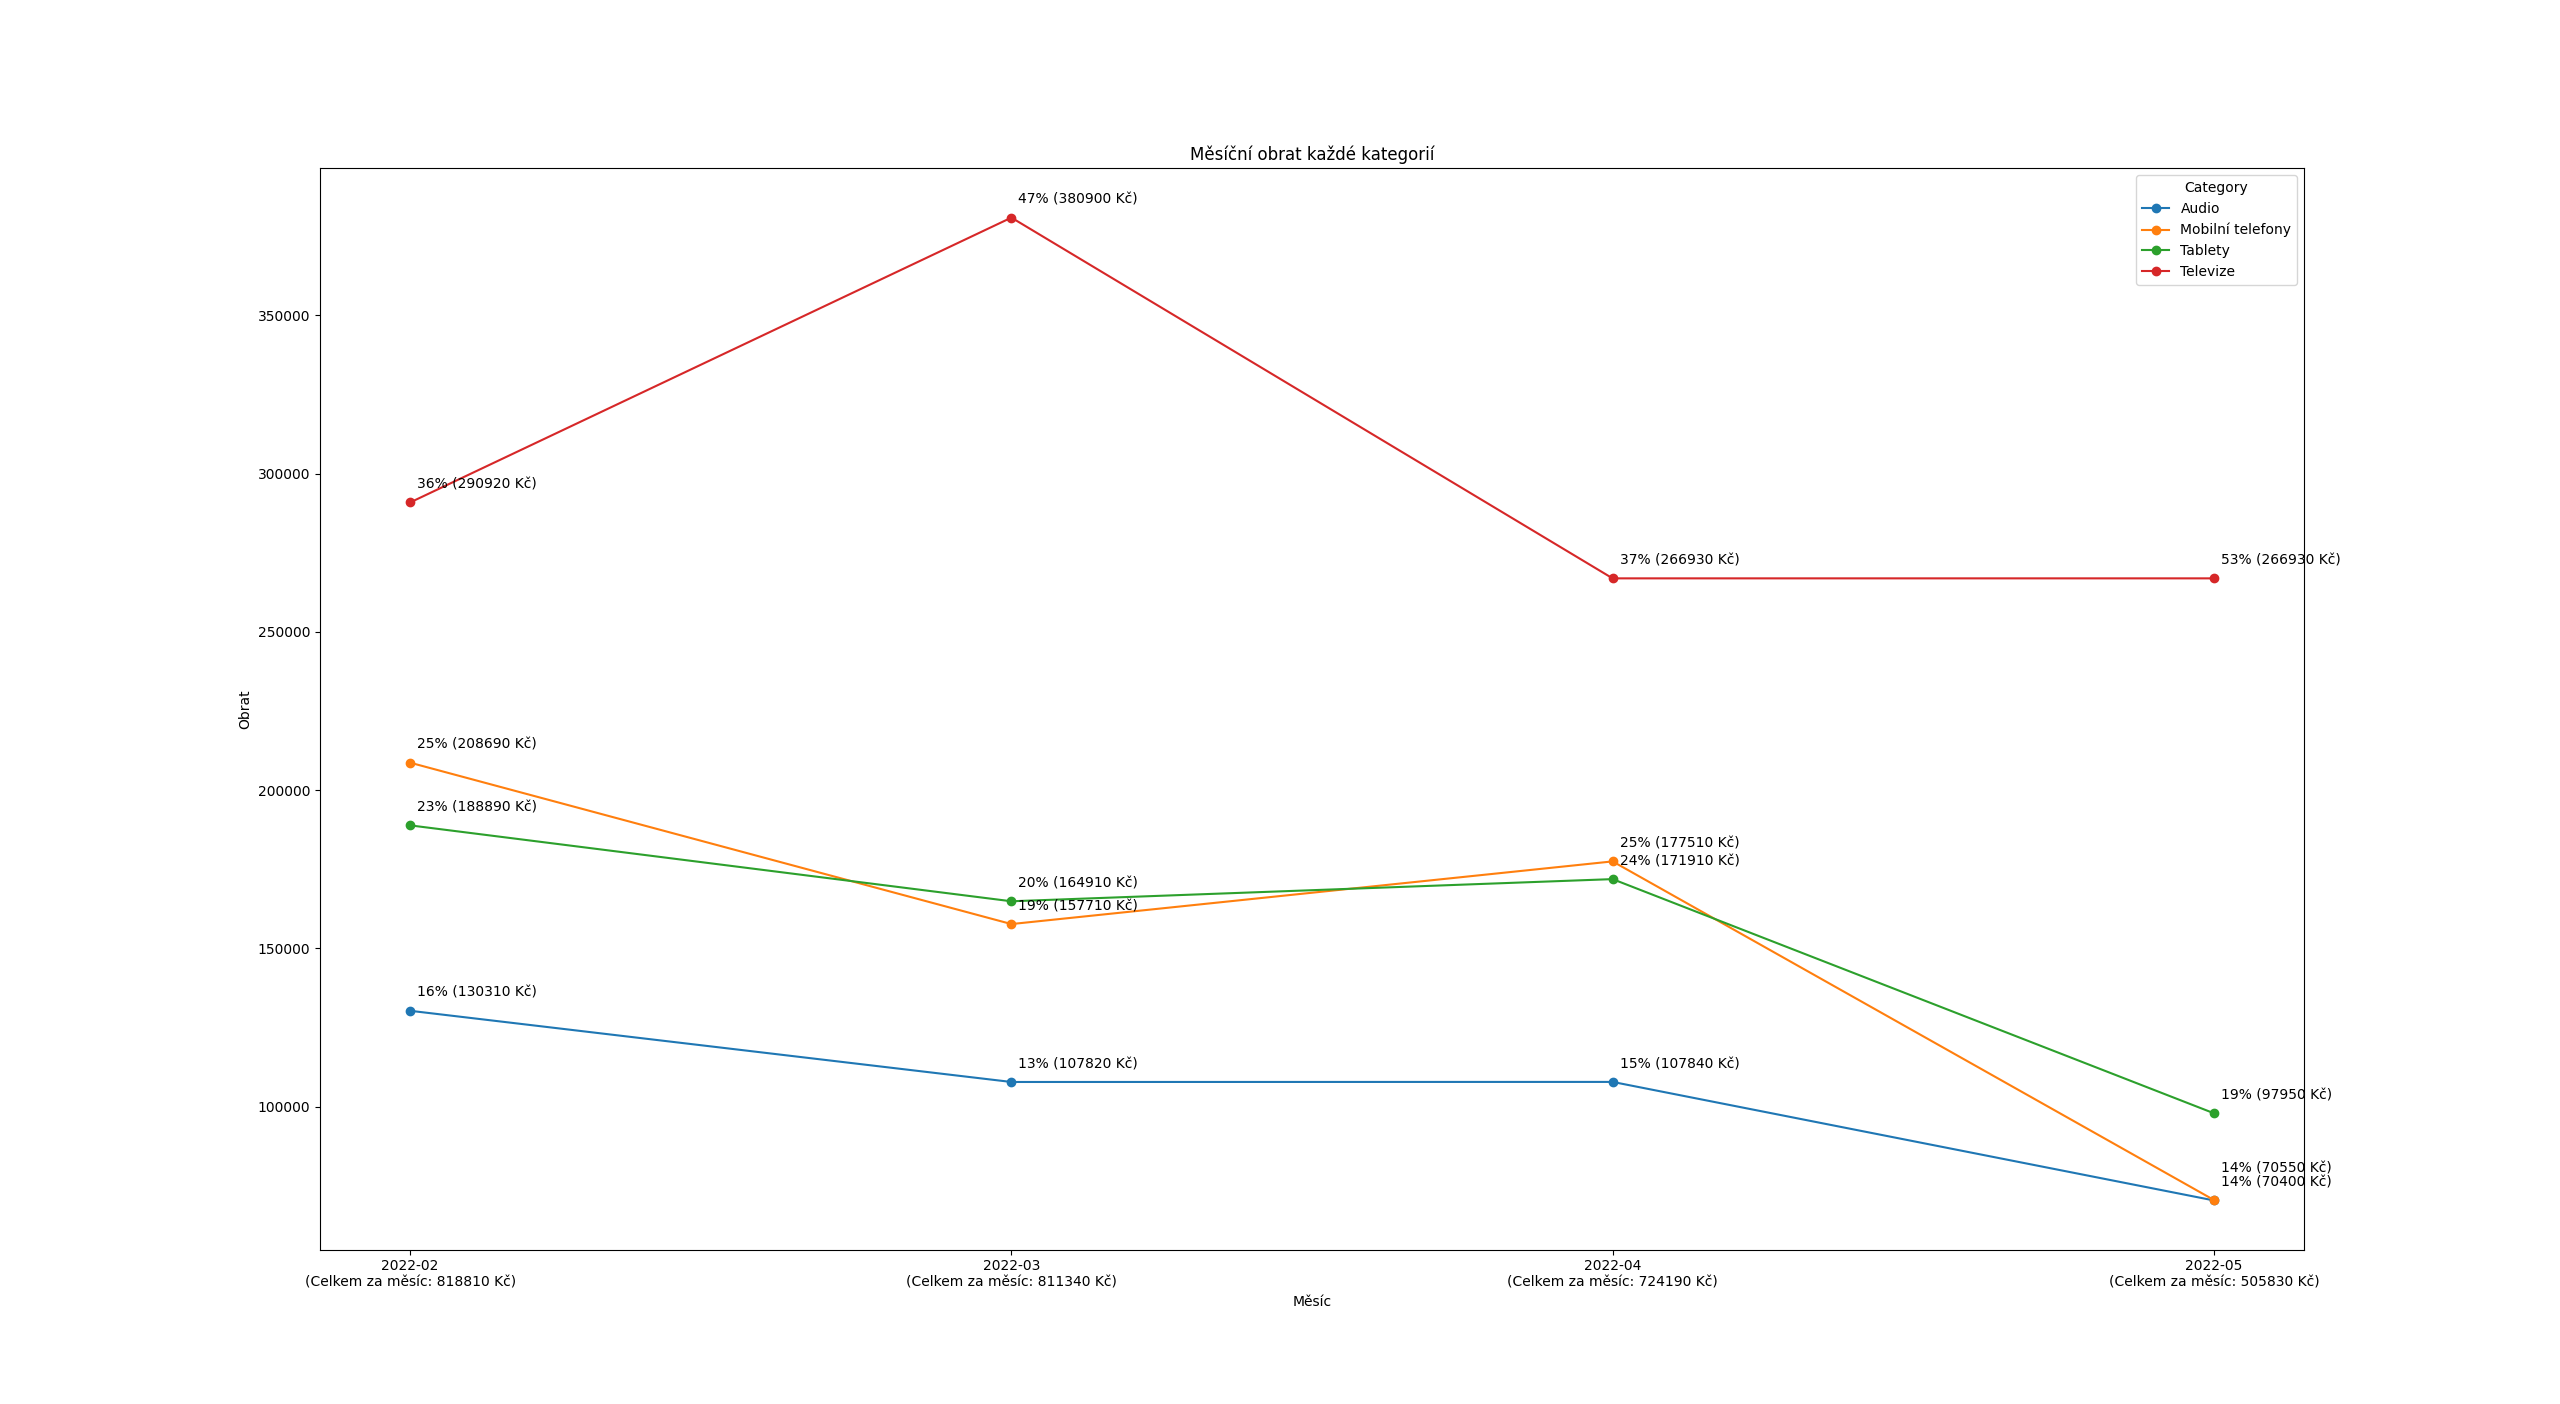 Měsíční obrat každé kategorií
Category
Audio
Mobilní telefony
Tablety
Televize
47% (380900 Kč)
350000
300000
36% (290920 Kč)
37% (266930 Kč)
53% (266930 Kč)
250000
Obrat
25% (208690 Kč)
200000
23% (188890 Kč)
25% (177510 Kč)
24% (171910 Kč)
20% (164910 Kč)
19% (157710 Kč)
150000
16% (130310 Kč)
13% (107820 Kč)
15% (107840 Kč)
100000
19% (97950 Kč)
14% (70550 Kč)
14% (70400 Kč)
2022-02
(Celkem za měsíc: 818810 Kč)
2022-03
(Celkem za měsíc: 811340 Kč)
2022-04
(Celkem za měsíc: 724190 Kč)
2022-05
(Celkem za měsíc: 505830 Kč)
Měsíc